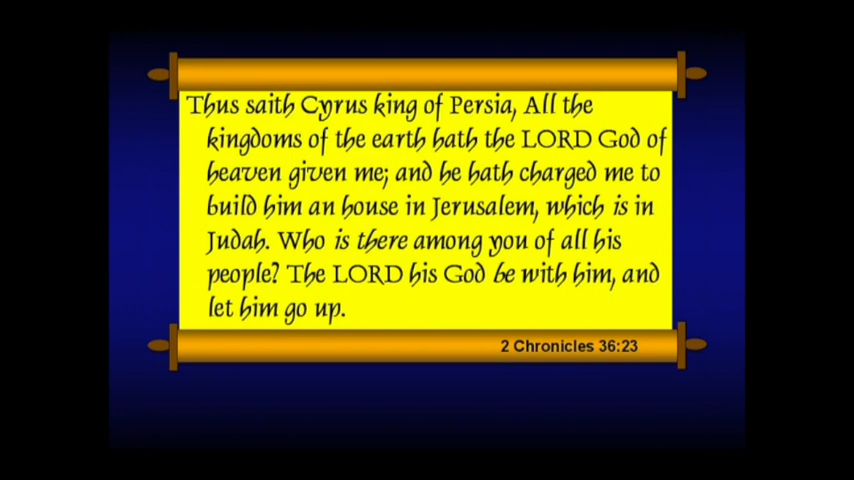 Thus saith Cyrus king of Persia, All the
kingdoms of the earth hath the LORD God of
heaven given me; and he hath charged me to
build him an house in Jerusalem, which is in
Judah. Who is there among you of all his
people? The LORD his God be with him, and
let him go up.
2 Chronicles 36:23